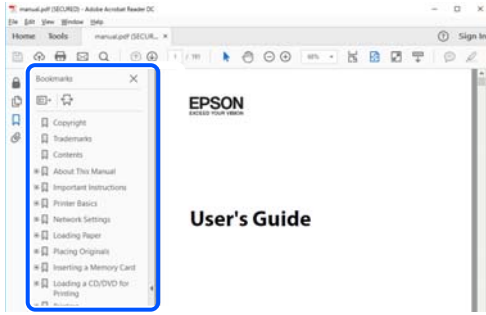 manual.pdf (SECURED) - Adobe Acrobat Reader DC
File Edit View Window Help
Home Tools manual.pdf (SECUR... × Sign In
1 / 191
Bookmarks ×
Copyright
Trademarks
Contents
About This Manual
Important Instructions
Printer Basics
Network Settings
Loading Paper
Placing Originals
Inserting a Memory Card
Loading a CD/DVD for
Printing
EPSON
EXCEED YOUR VISION
User's Guide